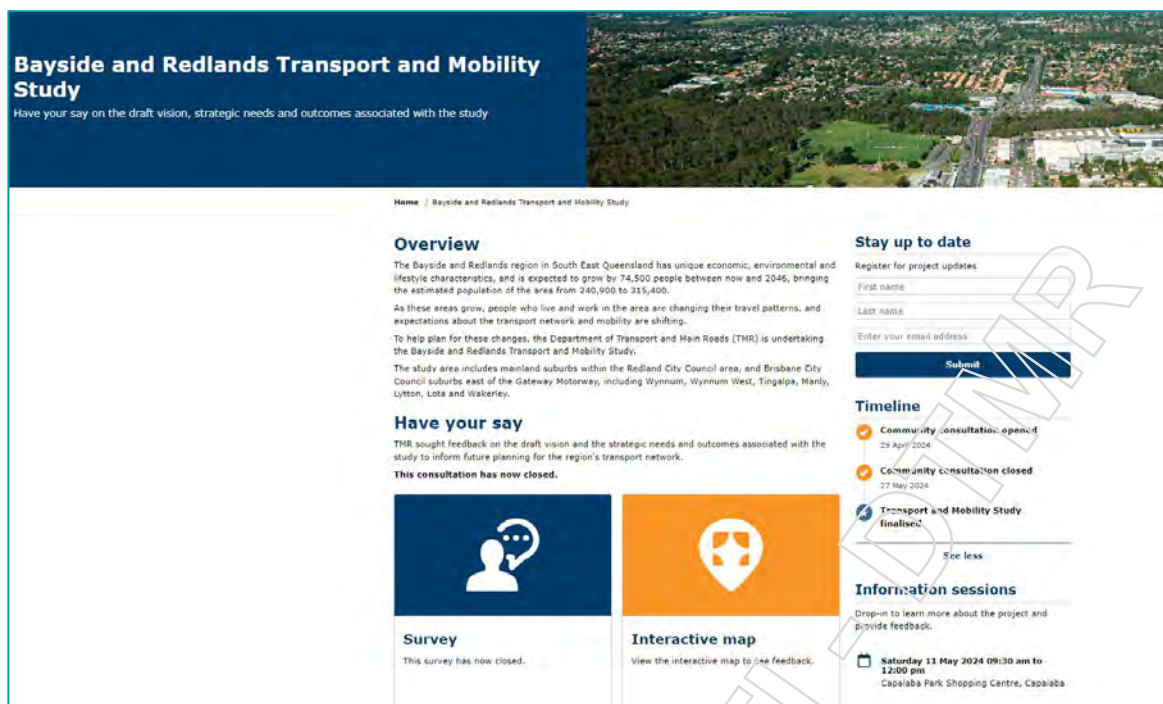 Bayside and Redlands Transport and Mobility
Study
Have your say on the draft vision, strategic needs and outcomes associated with the study
Home / Bayside and Redlands Transport and Mobility Study
Overview
The Bayside and Redlands region in South East Queensland has unique economic, environmental and
lifestyle characteristics, and is expected to grow by 74,500 people between now and 2046, bringing
the estimated population of the area from 240,900 to 315,400.
As these areas grow, people who live and work in the area are changing their travel patterns, and
expectations about the transport network and mobility are shifting.
To help plan for these changes, the Department of Transport and Main Roads (TMR) is undertaking
the Bayside and Redlands Transport and Mobility Study.
The study area includes mainland suburbs within the Redland City Council area, and Brisbane City
Council suburbs east of the Gateway Motorway, including Wynnum, Wynnum West, Tingalpa, Manly,
Lytton, Lota and Wakerley.
Have your say
TMR sought feedback on the draft vision and the strategic needs and outcomes associated with the
study to inform future planning for the region's transport network.
This consultation has now closed.
Survey
This survey has now closed.
Interactive map
View the interactive map to see feedback.
Stay up to date
Register for project updates
First name
Last name
Enter your email address
Submit
Timeline
Community consultation opened
29 April 2024
Community consultation closed
27 May 2024
Transport and Mobility Study
finalised
See less
Information sessions
Drop-in to learn more about the project and
provide feedback.
Saturday 11 May 2024 09:30 am to
12:00 pm
Capalaba Park Shopping Centre, Capalaba
DTMR